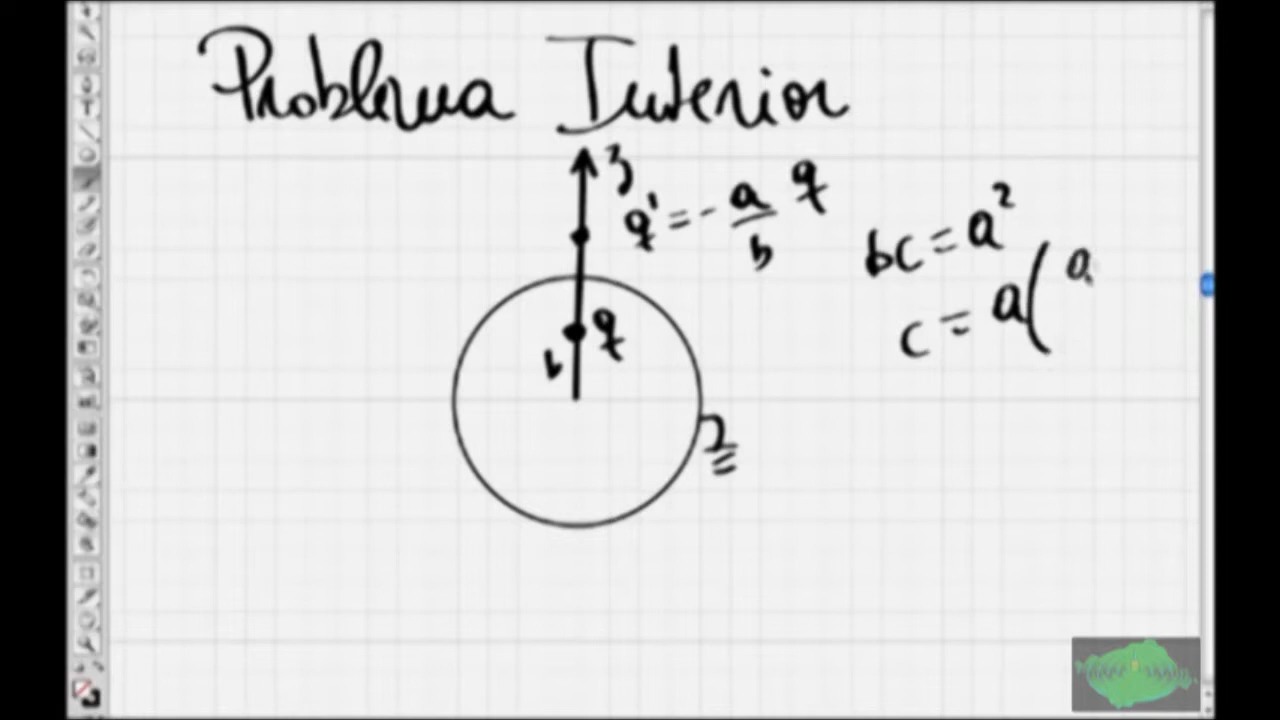 Problema Interior
z
q' = - a/b q
bc = a²
c = a( a
q
b